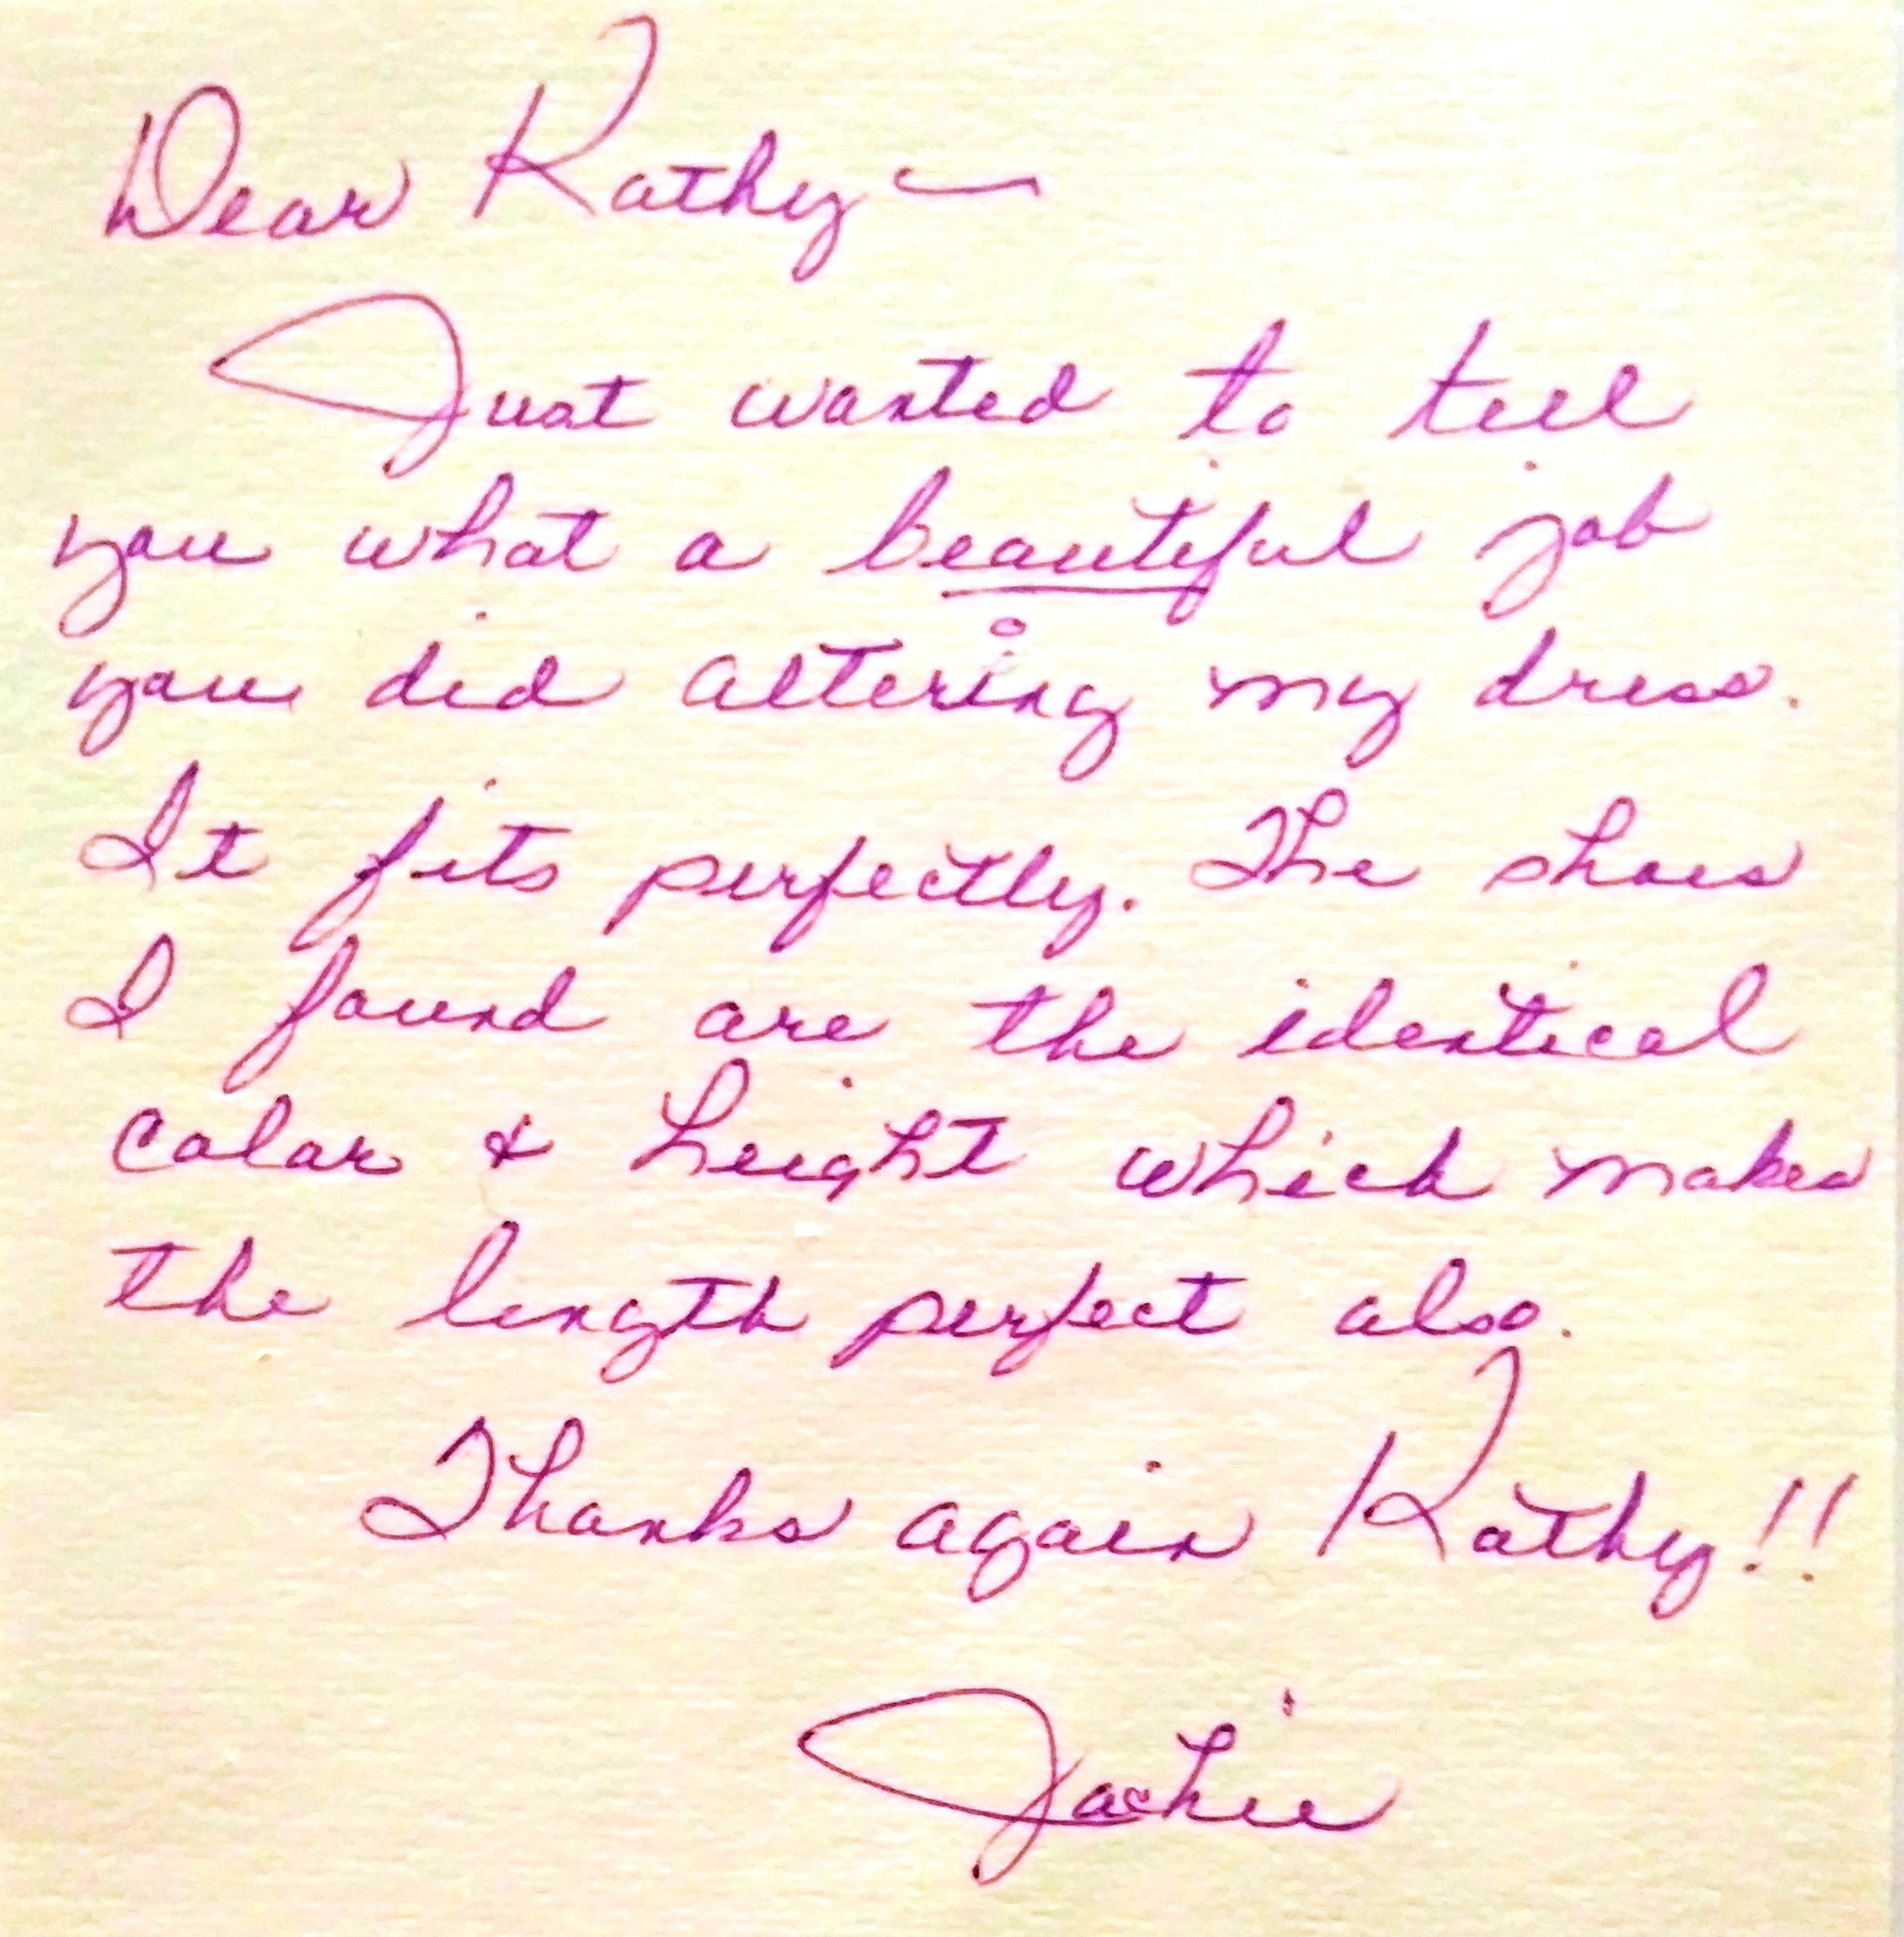 Dear Kathy —
Just wanted to tell
you what a beautiful job
you did altering my dress.
It fits perfectly. The shoes
I found are the identical
color & height which makes
the length perfect also.
Thanks again Kathy!!
Jackie